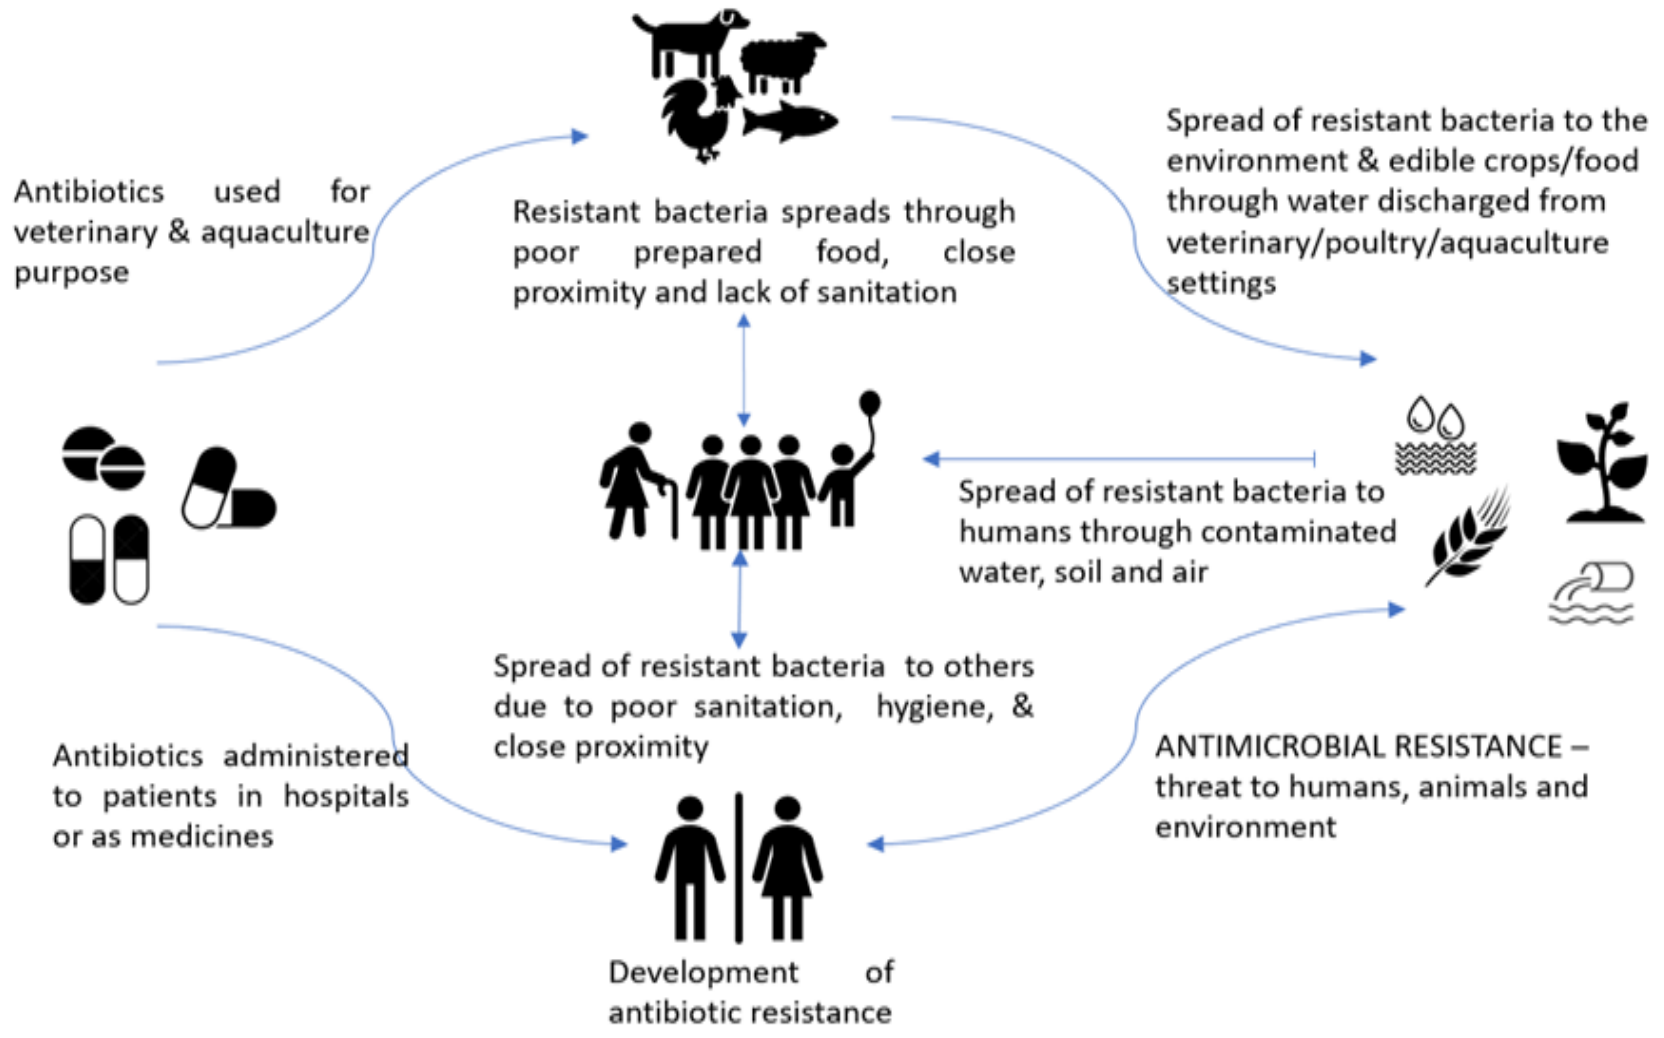 Antibiotics used for
veterinary & aquaculture
purpose
Resistant bacteria spreads through
poor prepared food, close
proximity and lack of sanitation
Spread of resistant bacteria to the
environment & edible crops/food
through water discharged from
veterinary/poultry/aquaculture
settings
Spread of resistant bacteria to
humans through contaminated
water, soil and air
Spread of resistant bacteria to others
due to poor sanitation, hygiene, &
close proximity
Antibiotics administered
to patients in hospitals
or as medicines
ANTIMICROBIAL RESISTANCE –
threat to humans, animals and
environment
Development of
antibiotic resistance